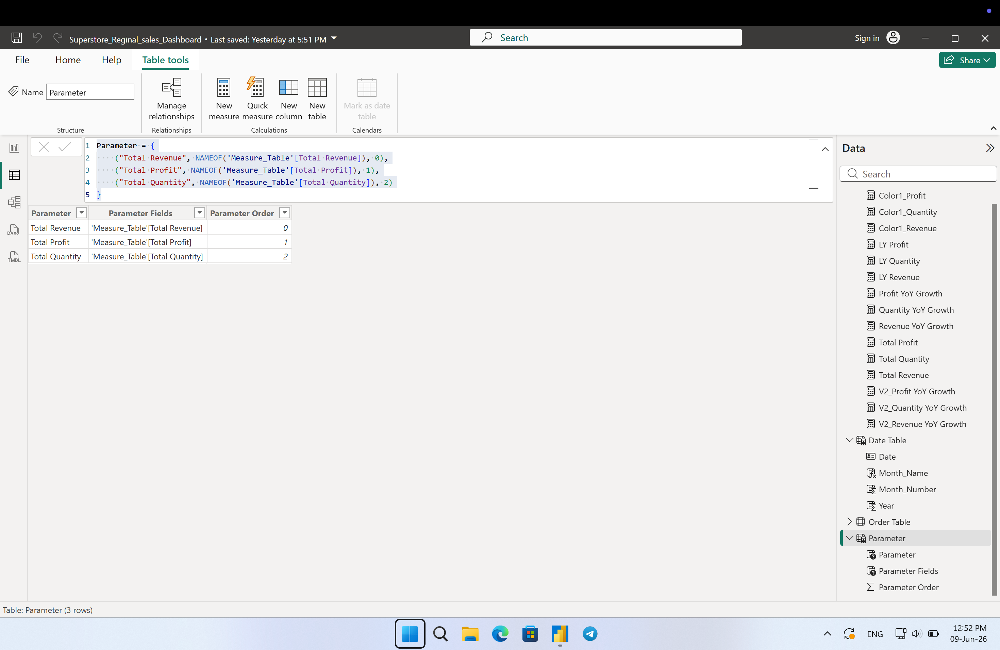 Superstore_Reginal_sales_Dashboard • Last saved: Yesterday at 5:51 PM
Search
Sign in
File Home Help Table tools
Share
Name Parameter
Manage relationships
New measure
Quick measure
New column
New table
Mark as date table
Structure Relationships Calculations Calendars
1 Parameter = {
2 ("Total Revenue", NAMEOF('Measure_Table'[Total Revenue]), 0),
3 ("Total Profit", NAMEOF('Measure_Table'[Total Profit]), 1),
4 ("Total Quantity", NAMEOF('Measure_Table'[Total Quantity]), 2)
5 }
Parameter Parameter Fields Parameter Order
Total Revenue 'Measure_Table'[Total Revenue] 0
Total Profit 'Measure_Table'[Total Profit] 1
Total Quantity 'Measure_Table'[Total Quantity] 2
DAX
TMDL
Data
Search
Color1_Profit
Color1_Quantity
Color1_Revenue
LY Profit
LY Quantity
LY Revenue
Profit YoY Growth
Quantity YoY Growth
Revenue YoY Growth
Total Profit
Total Quantity
Total Revenue
V2_Profit YoY Growth
V2_Quantity YoY Growth
V2_Revenue YoY Growth
Date Table
Date
Month_Name
Month_Number
Year
Order Table
Parameter
Parameter
Parameter Fields
Parameter Order
Table: Parameter (3 rows)
ENG
12:52 PM
09-Jun-26